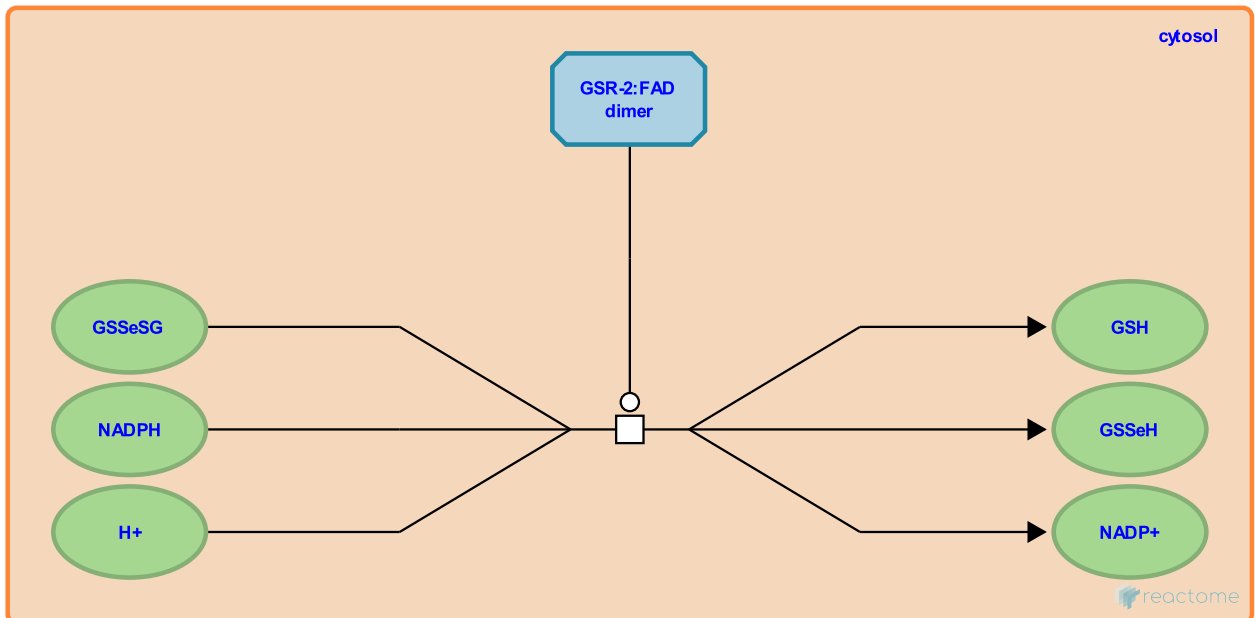 cytosol
GSR-2:FAD
dimer
GSSeSG
GSH
NADPH
GSSeH
H+
NADP+
reactome